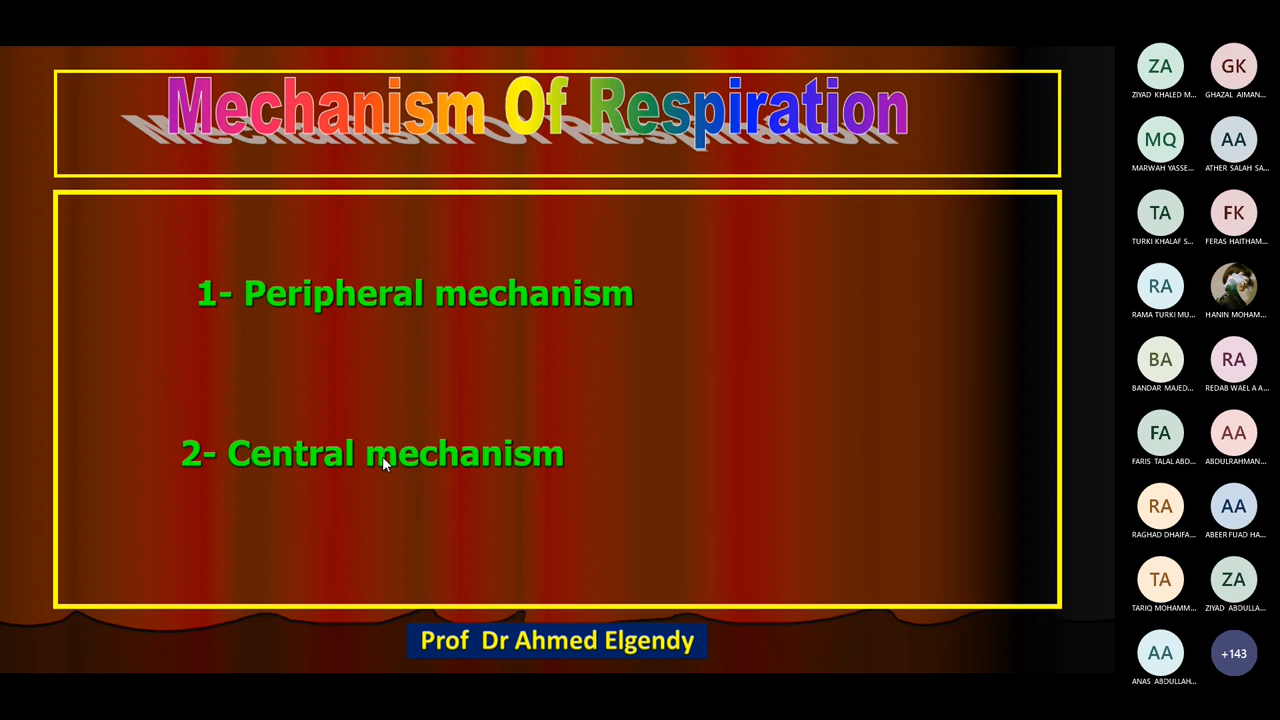 Mechanism Of Respiration
1- Peripheral mechanism
2- Central mechanism
Prof Dr Ahmed Elgendy
ZA
GK
ZIYAD KHALED M...
GHAZAL AIMAN...
MQ
AA
MARWAH YASSE...
ATHER SALAH SA...
TA
FK
TURKI KHALAF S...
FERAS HAITHAM...
RA
RAMA TURKI MU...
HANIN MOHAM...
BA
RA
BANDAR MAJED...
REDAB WAEL A A...
FA
AA
FARIS TALAL ABD...
ABDULRAHMAN...
RA
AA
RAGHAD DHAIFA...
ABEER FUAD HA...
TA
ZA
TARIQ MOHAMM...
ZIYAD ABDULLA...
AA
+143
ANAS ABDULLAH...